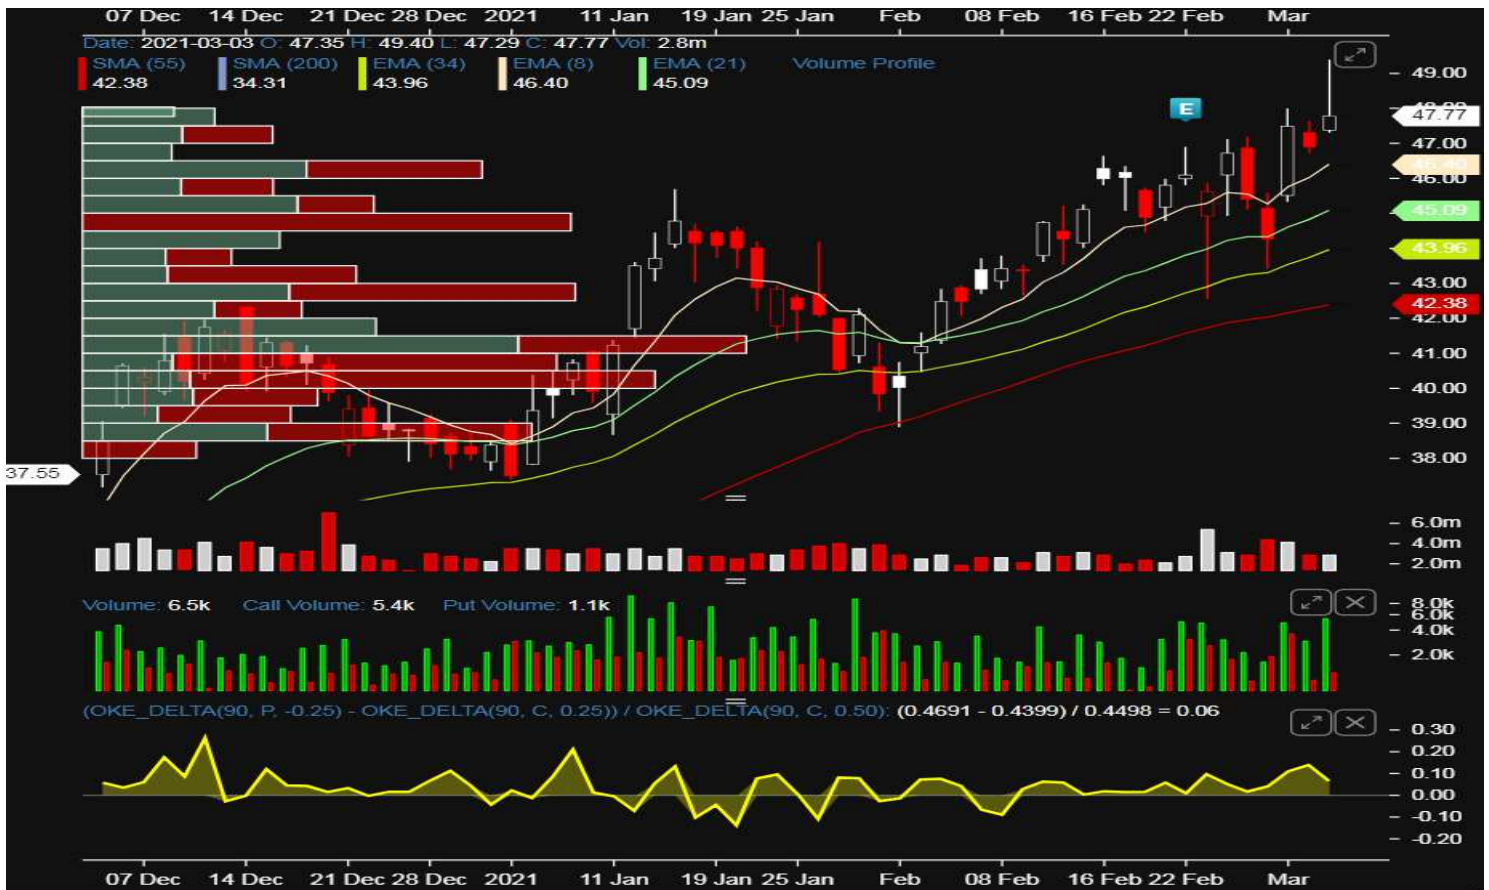 07 Dec 14 Dec 21 Dec 28 Dec 2021 11 Jan 19 Jan 25 Jan Feb 08 Feb 16 Feb 22 Feb Mar
Date: 2021-03-03 O: 47.35 H: 49.40 L: 47.29 C: 47.77 Vol: 2.8m
SMA (55) SMA (200) EMA (34) EMA (8) EMA (21) Volume Profile
42.38 34.31 43.96 46.40 45.09
49.00
E
48.00
47.77
47.00
46.40
46.00
45.09
43.96
43.00
42.38
42.00
41.00
40.00
39.00
38.00
37.55
6.0m
4.0m
2.0m
Volume: 6.5k Call Volume: 5.4k Put Volume: 1.1k
8.0k
6.0k
4.0k
2.0k
(OKE_DELTA(90, P, -0.25) - OKE_DELTA(90, C, 0.25)) / OKE_DELTA(90, C, 0.50): (0.4691 - 0.4399) / 0.4498 = 0.06
0.30
0.20
0.10
0.00
-0.10
-0.20
07 Dec 14 Dec 21 Dec 28 Dec 2021 11 Jan 19 Jan 25 Jan Feb 08 Feb 16 Feb 22 Feb Mar